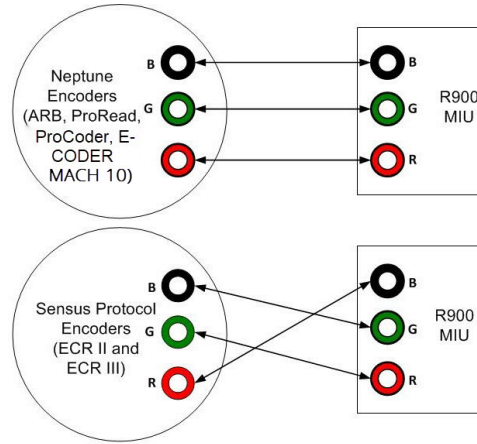 Neptune
Encoders
(ARB, ProRead,
ProCoder, E-
CODER
MACH 10)
B
G
R
B
G
R
R900
MIU
Sensus Protocol
Encoders
(ECR II and
ECR III)
B
G
R
B
G
R
R900
MIU